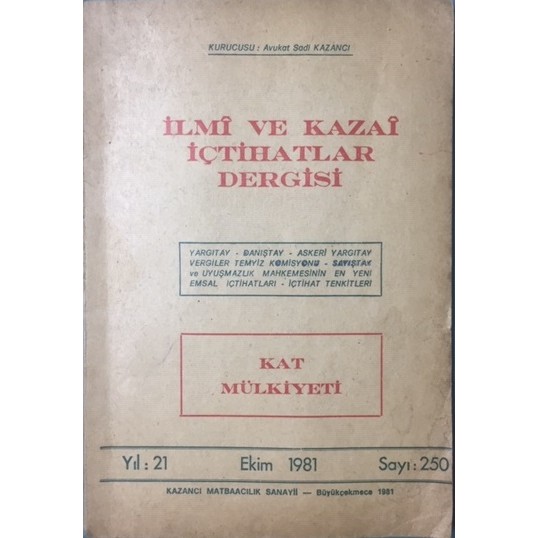 KURUCUSU : Avukat Sadi KAZANCI
İLMÎ VE KAZAÎ
İÇTİHATLAR
DERGİSİ
YARGITAY - DANIŞTAY - ASKERİ YARGITAY
VERGİLER TEMYİZ KOMİSYONU - SAYIŞTAY
ve UYUŞMAZLIK MAHKEMESİNİN EN YENİ
EMSAL İÇTİHATLARI - İÇTİHAT TENKİTLERİ
KAT
MÜLKİYETİ
Yıl : 21 Ekim 1981 Sayı : 250
KAZANCI MATBAACILIK SANAYİİ — Büyükçekmece 1981